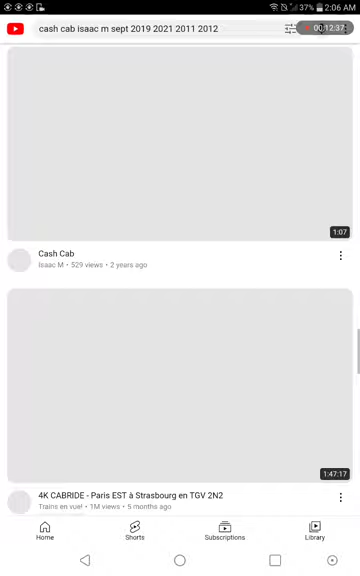 37% 2:06 AM
cash cab isaac m sept 2019 2021 2011 2012
00:12:37
1:07
Cash Cab
Isaac M • 529 views • 2 years ago
1:47:17
4K CABRIDE - Paris EST à Strasbourg en TGV 2N2
Trains en vue! • 1M views • 5 months ago
Home Shorts Subscriptions Library